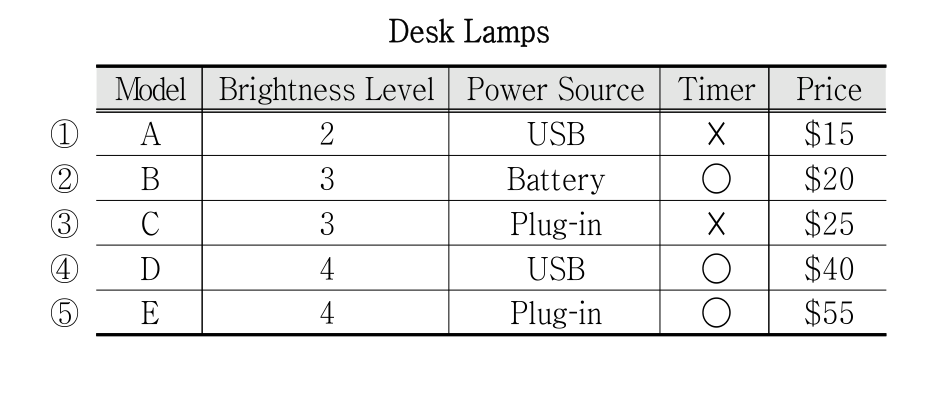 Desk Lamps
Model Brightness Level Power Source Timer Price
① A 2 USB X $15
② B 3 Battery ○ $20
③ C 3 Plug-in X $25
④ D 4 USB ○ $40
⑤ E 4 Plug-in ○ $55